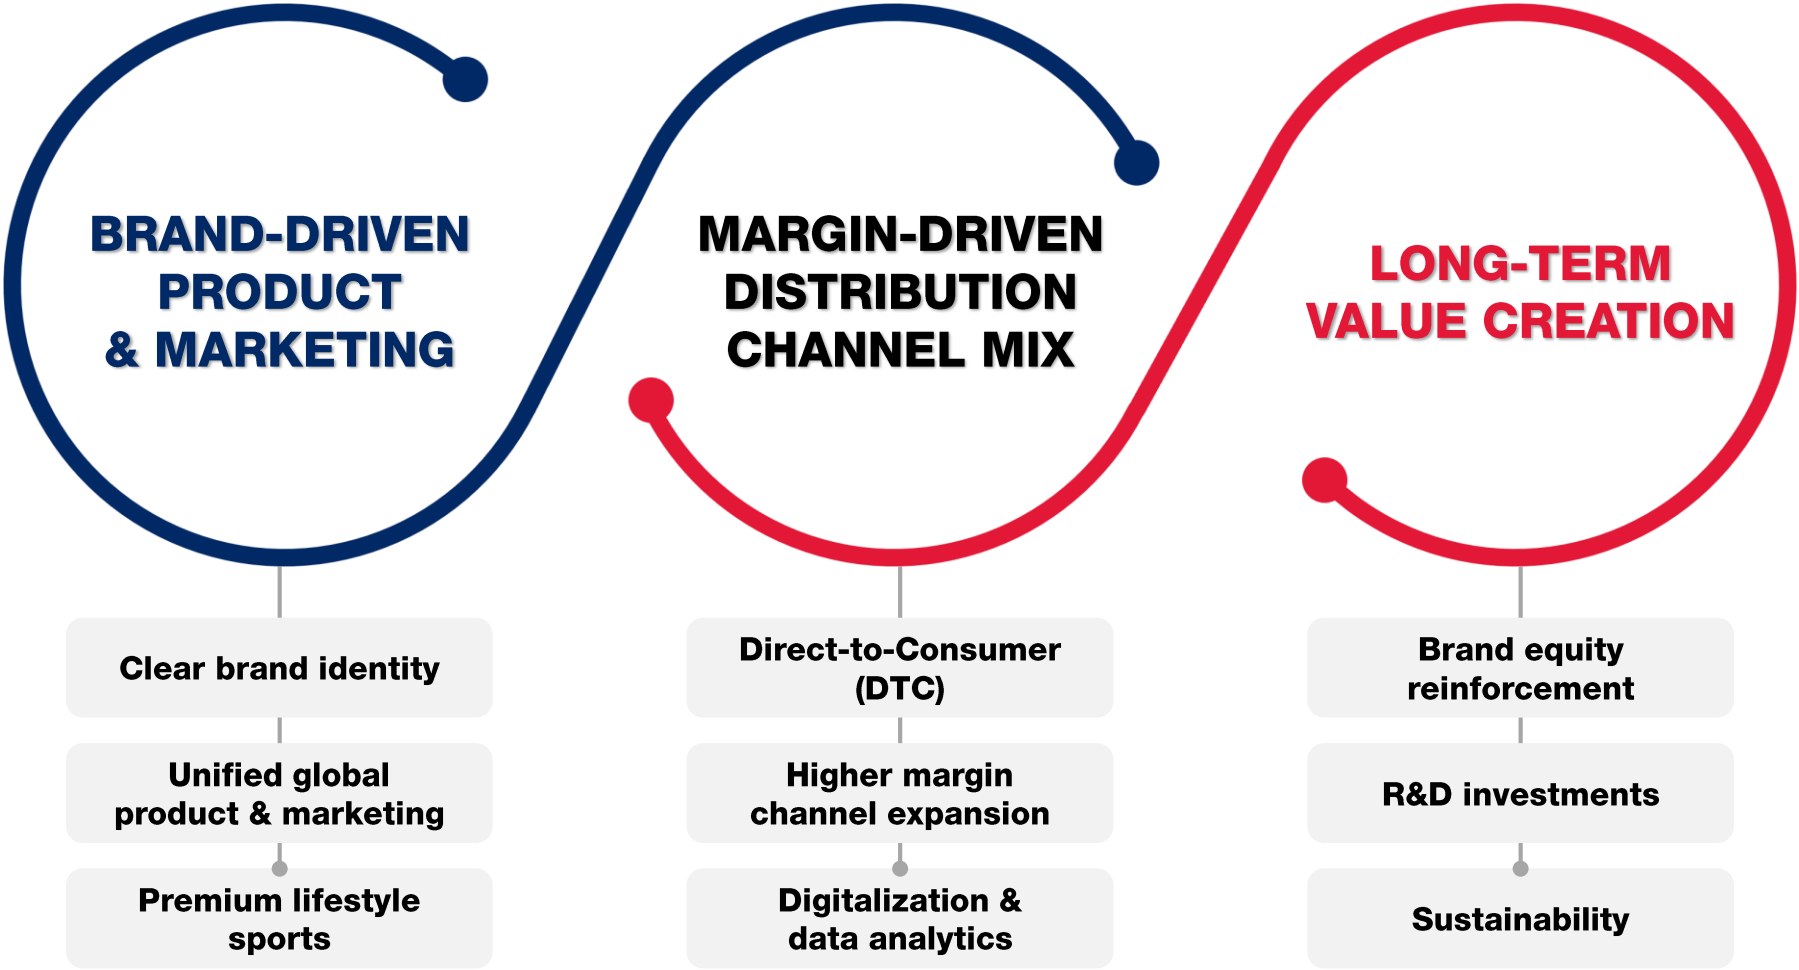 BRAND-DRIVEN
PRODUCT
& MARKETING
MARGIN-DRIVEN
DISTRIBUTION
CHANNEL MIX
LONG-TERM
VALUE CREATION
Clear brand identity
Unified global
product & marketing
Premium lifestyle
sports
Direct-to-Consumer
(DTC)
Higher margin
channel expansion
Digitalization &
data analytics
Brand equity
reinforcement
R&D investments
Sustainability